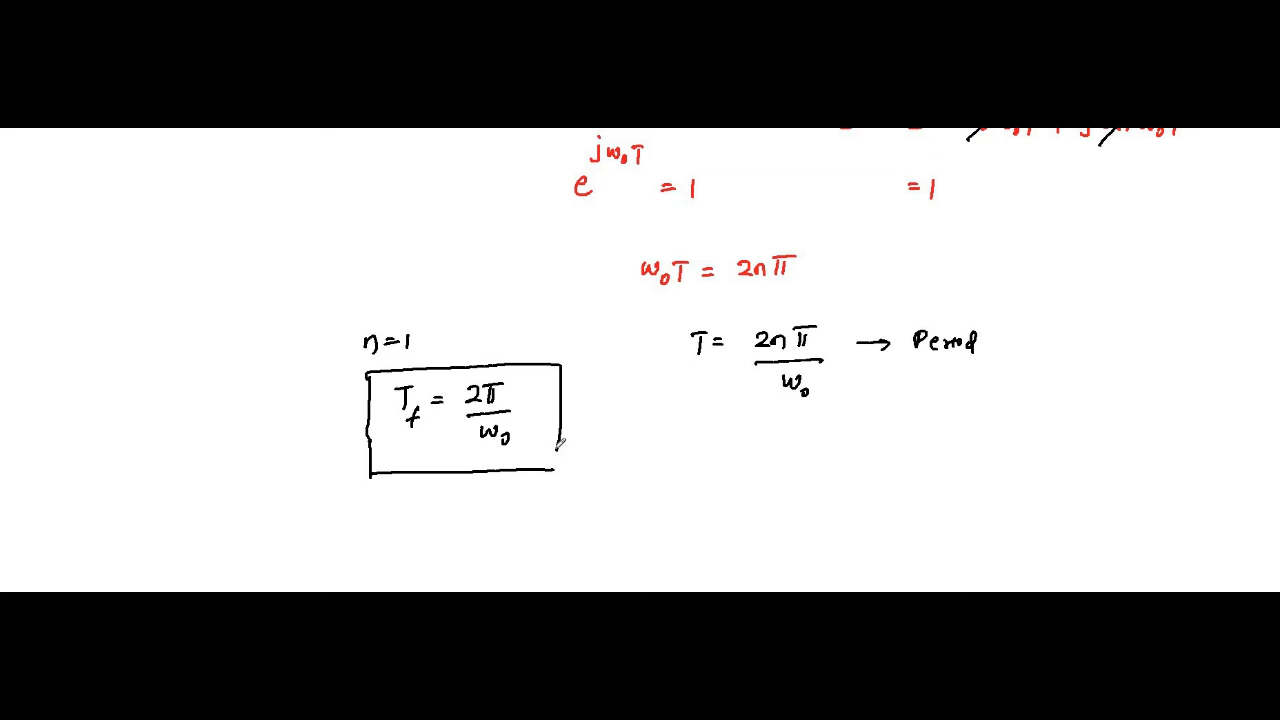 e^{jω₀T} = 1 = 1
ω₀T = 2nπ
n=1
T = 2nπ/ω₀ → Period
T_f = 2π/ω₀